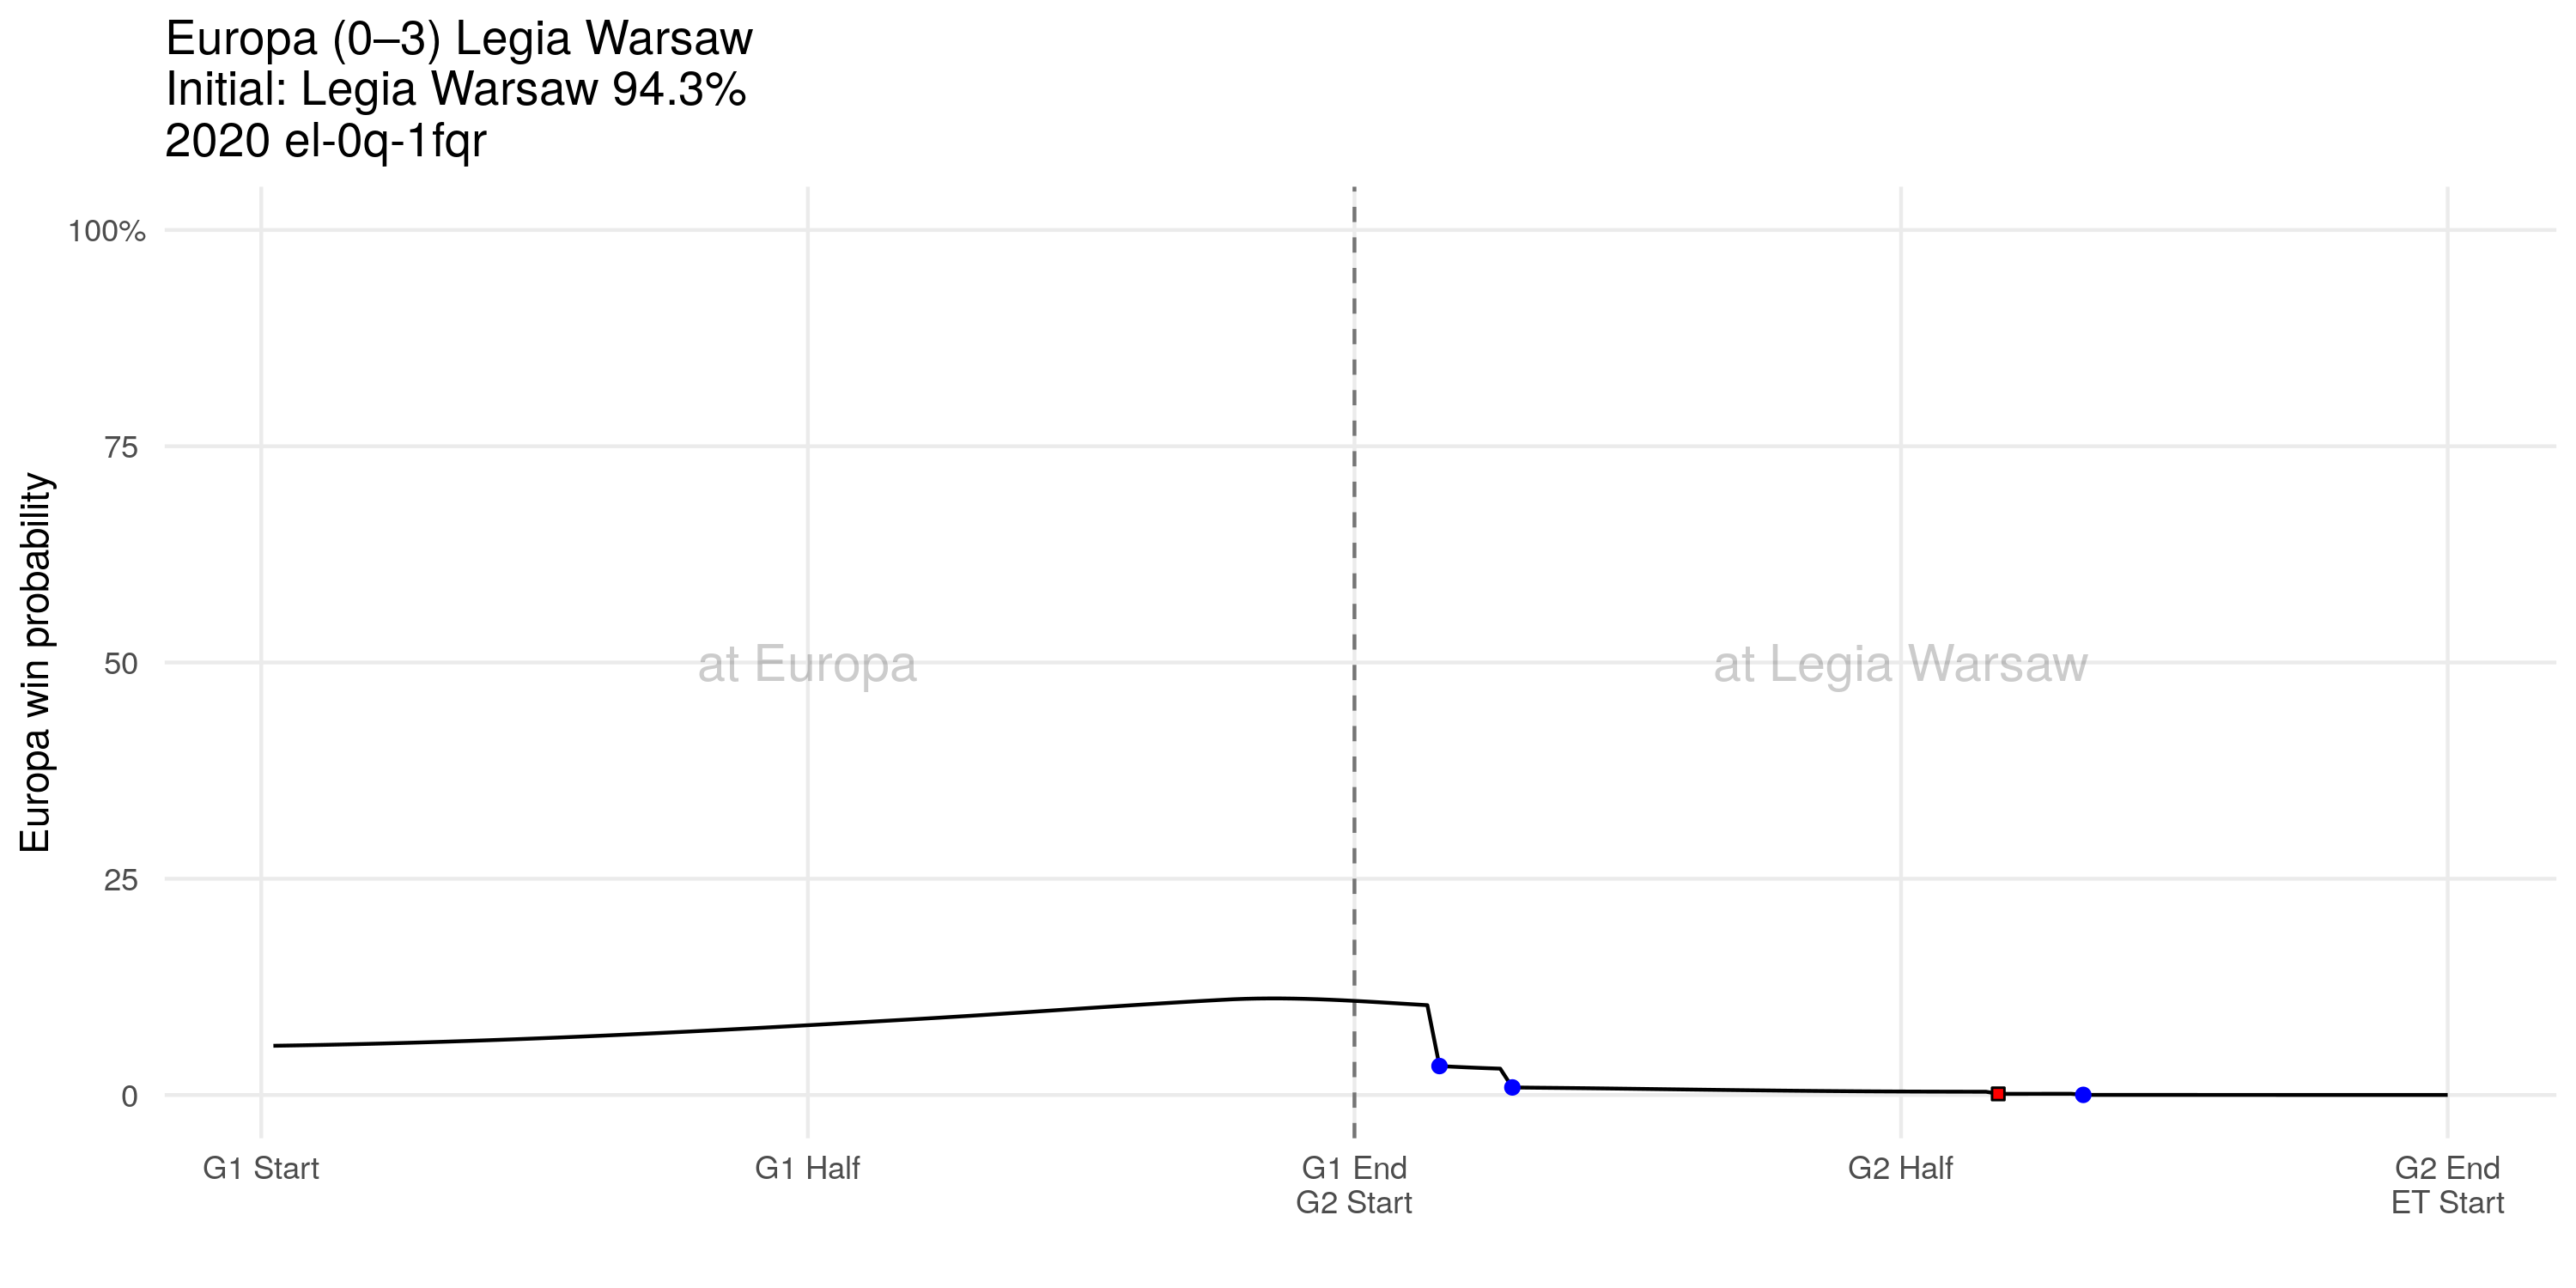 Europa (0–3) Legia Warsaw
Initial: Legia Warsaw 94.3%
2020 el-0q-1fqr
Europa win probability
100%
75
50
25
0
at Europa
at Legia Warsaw
G1 Start
G1 Half
G1 End
G2 Start
G2 Half
G2 End
ET Start